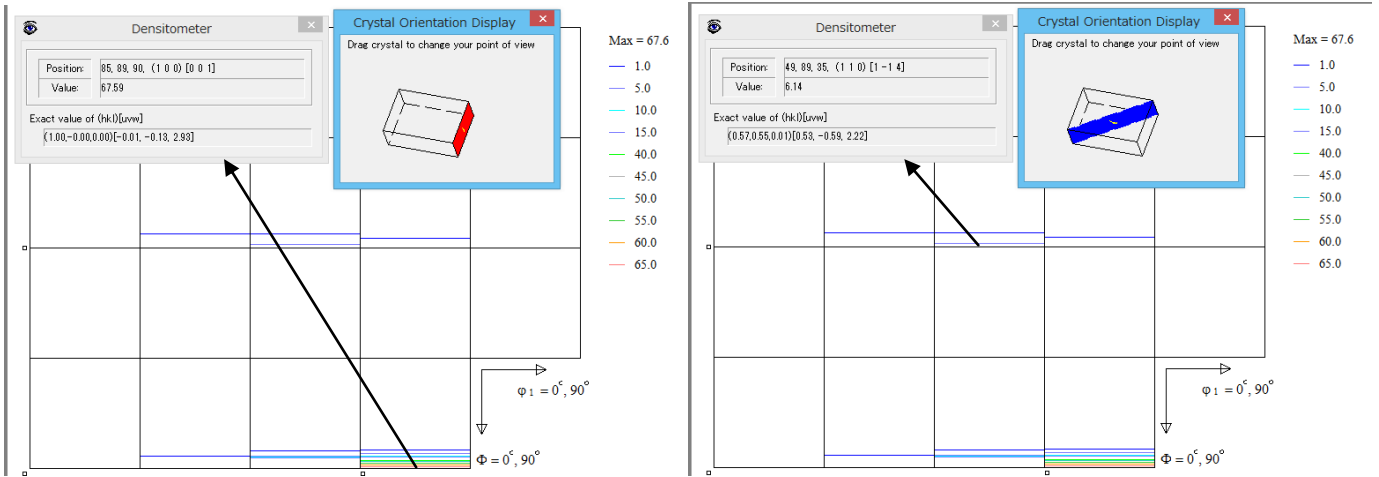 Densitometer
Position: 85, 89, 90, (1 0 0)[0 0 1]
Value: 67.59
Exact value of (hkl)[uvw]
(1.00,-0.00,0.00)[-0.01, -0.13, 2.93]
Crystal Orientation Display
Drag crystal to change your point of view
Max = 67.6
1.0
5.0
10.0
15.0
40.0
45.0
50.0
55.0
60.0
65.0
φ1 = 0°, 90°
Φ = 0°, 90°
Densitometer
Position: 49, 89, 35, (1 1 0)[1 -1 4]
Value: 6.14
Exact value of (hkl)[uvw]
(0.57,0.55,0.01)[0.53, -0.59, 2.22]
Crystal Orientation Display
Drag crystal to change your point of view
Max = 67.6
1.0
5.0
10.0
15.0
40.0
45.0
50.0
55.0
60.0
65.0
φ1 = 0°, 90°
Φ = 0°, 90°